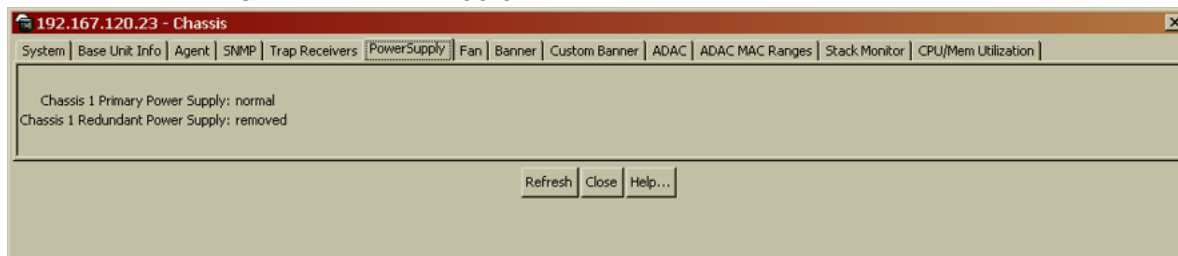 192.167.120.23 - Chassis
System Base Unit Info Agent SNMP Trap Receivers PowerSupply Fan Banner Custom Banner ADAC ADAC MAC Ranges Stack Monitor CPU/Mem Utilization
Chassis 1 Primary Power Supply: normal
Chassis 1 Redundant Power Supply: removed
Refresh Close Help...